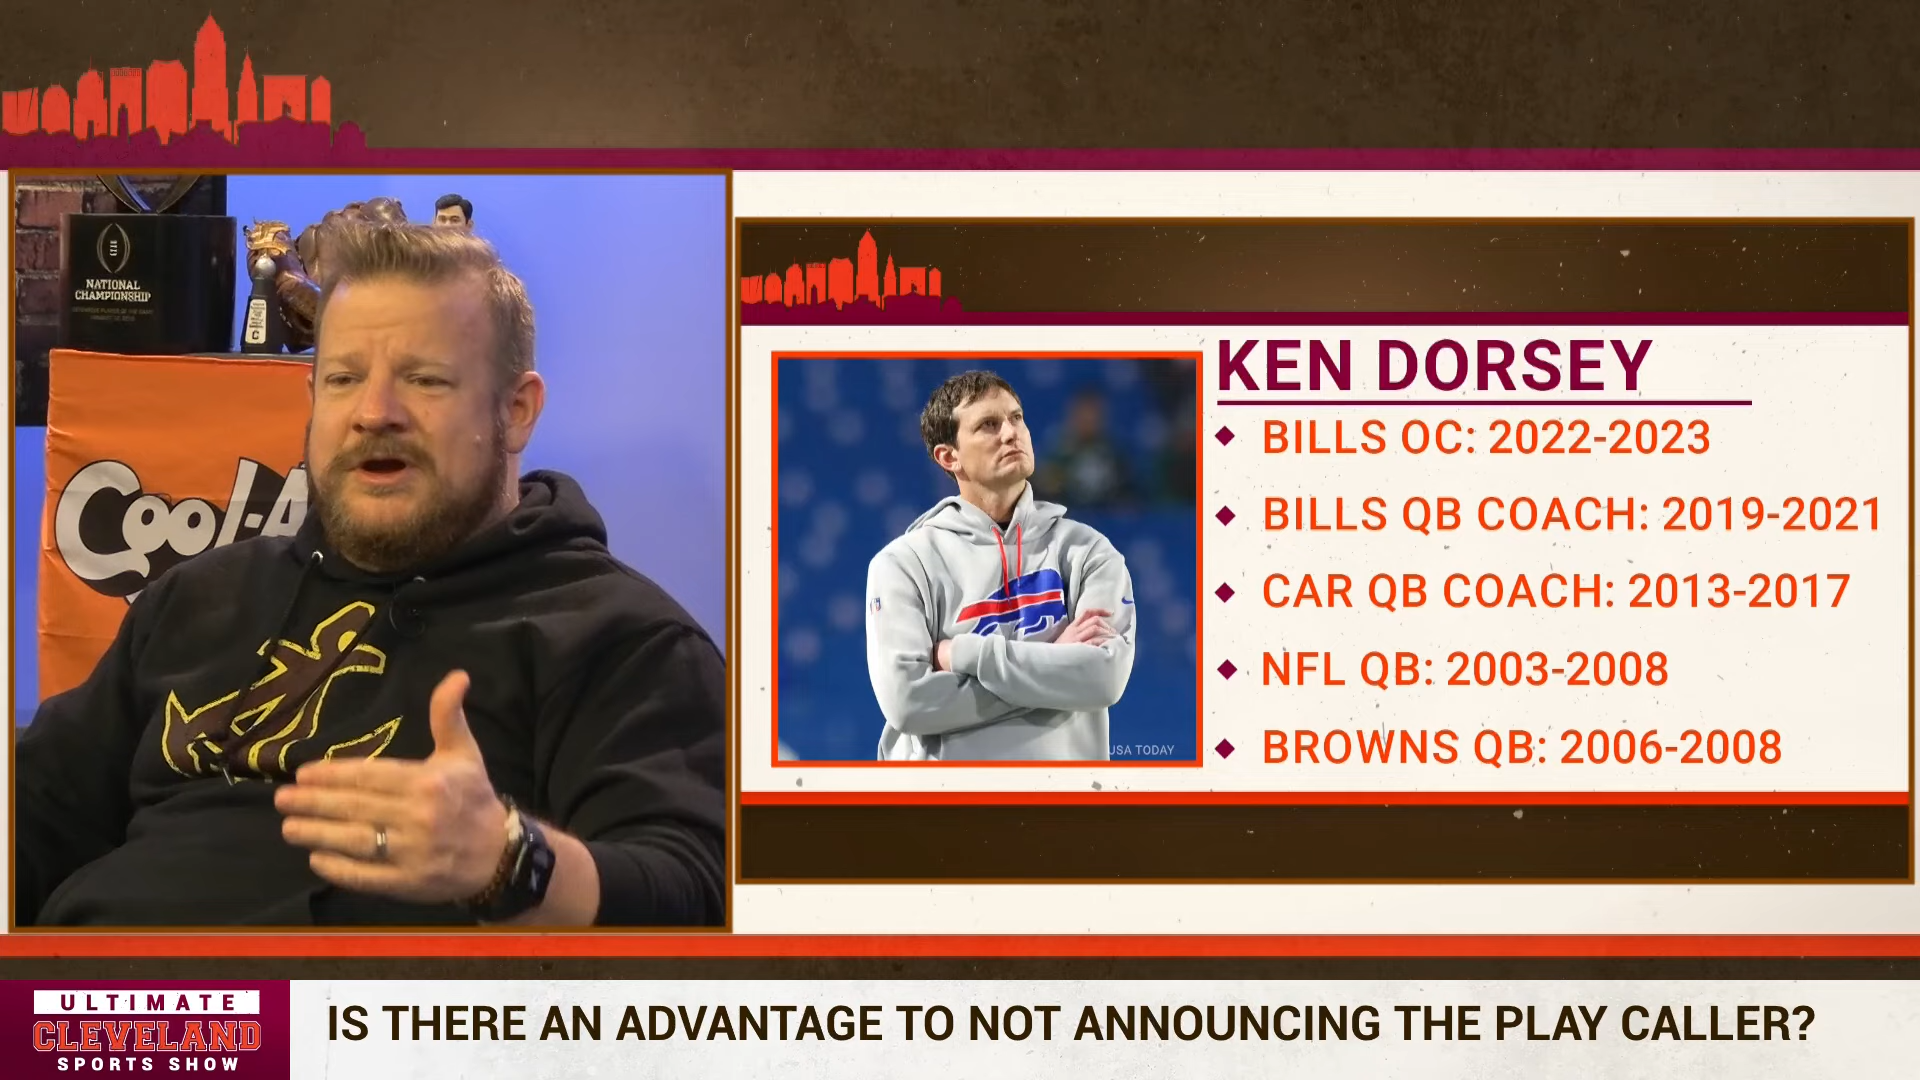 NATIONAL
CHAMPIONSHIP
C
Cool-A
KEN DORSEY
BILLS OC: 2022-2023
BILLS QB COACH: 2019-2021
CAR QB COACH: 2013-2017
NFL QB: 2003-2008
BROWNS QB: 2006-2008
USA TODAY
ULTIMATE
CLEVELAND
SPORTS SHOW
IS THERE AN ADVANTAGE TO NOT ANNOUNCING THE PLAY CALLER?